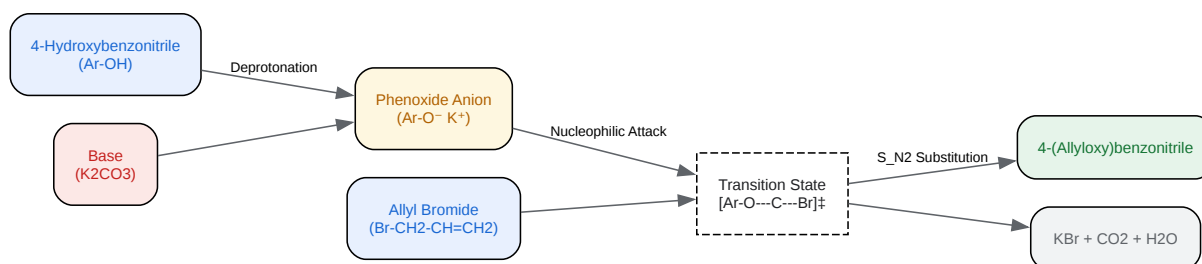 4-Hydroxybenzonitrile
(Ar-OH)
Deprotonation
Base
(K2CO3)
Phenoxide Anion
(Ar-O⁻ K⁺)
Nucleophilic Attack
Allyl Bromide
(Br-CH2-CH=CH2)
Transition State
[Ar-O---C---Br]‡
S_N2 Substitution
4-(Allyloxy)benzonitrile
KBr + CO2 + H2O